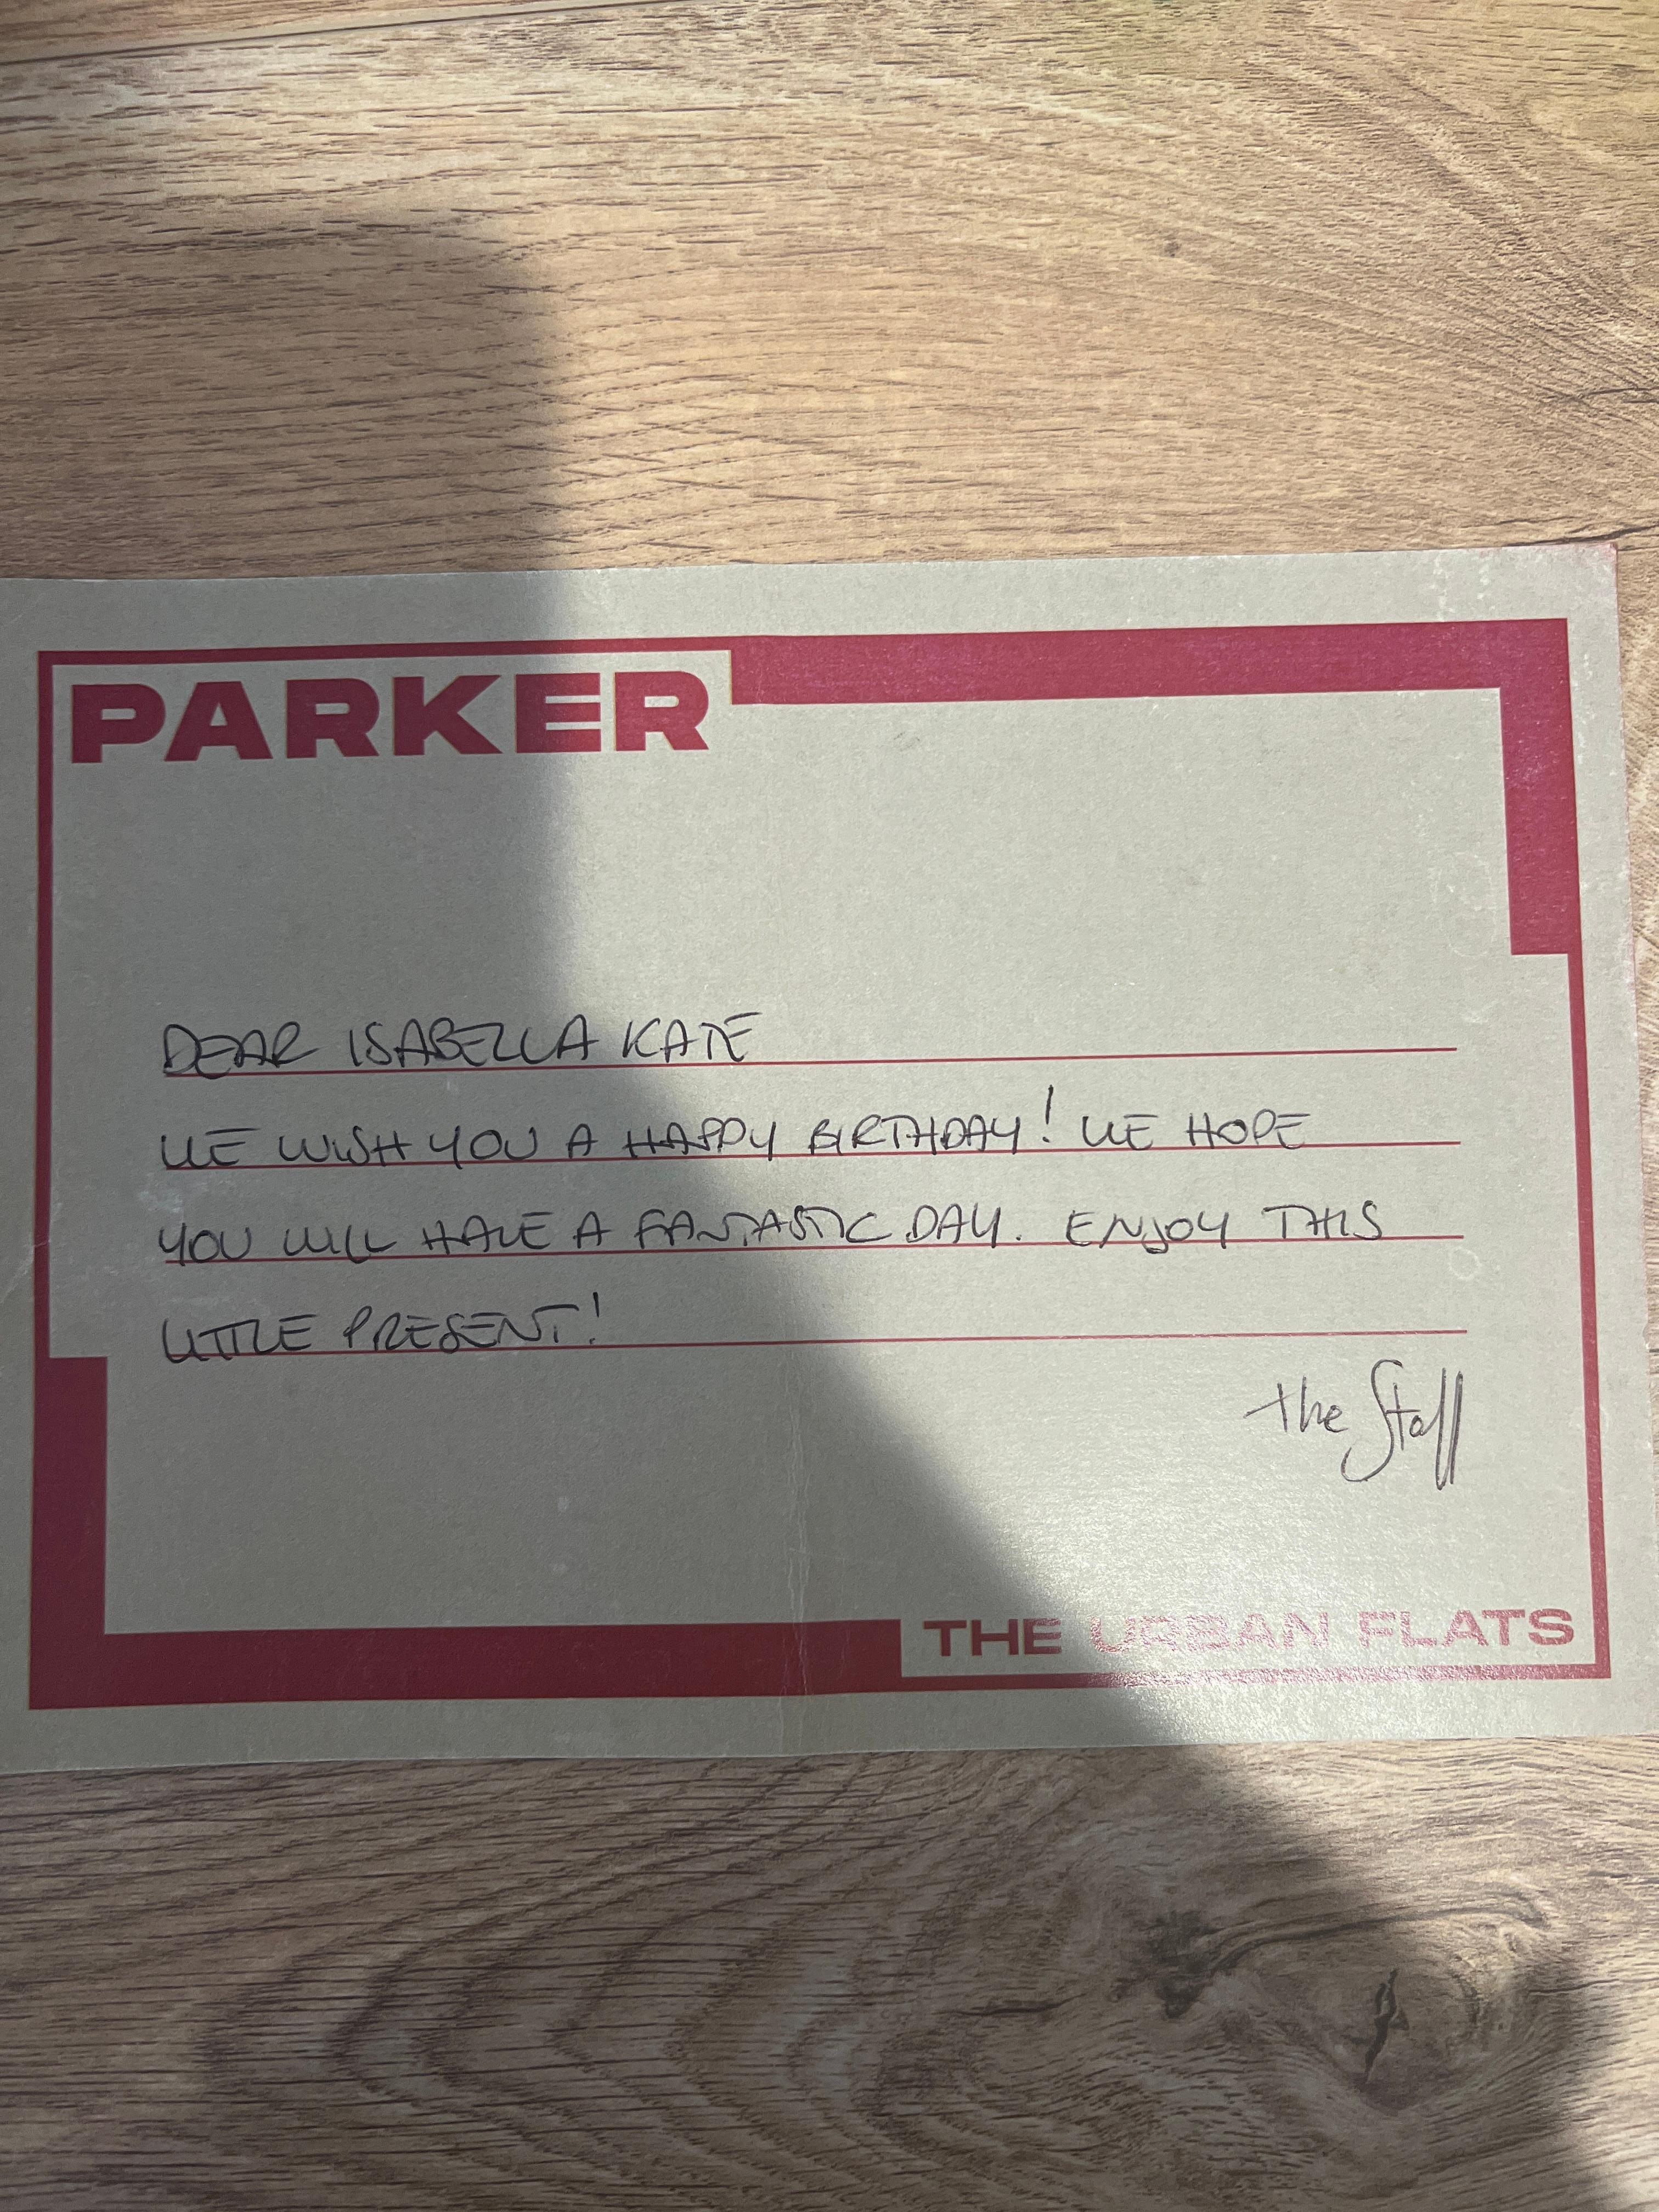 PARKER
DEAR ISABELLA KATE
WE WISH YOU A HAPPY BIRTHDAY! WE HOPE
YOU WILL HAVE A FANTASTIC DAY. ENJOY THIS
LITTLE PRESENT!
the Staff
THE URBAN FLATS